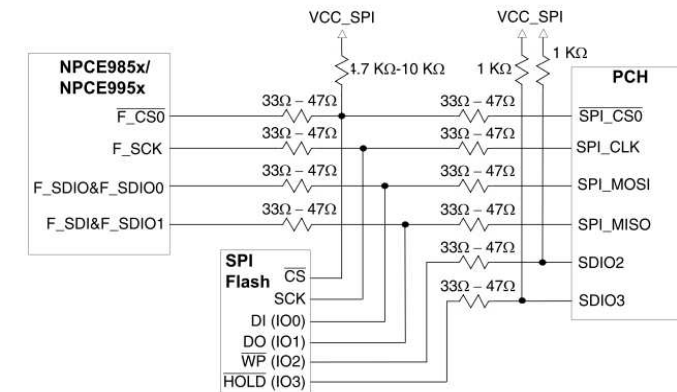 VCC_SPI VCC_SPI
4.7 KΩ-10 KΩ 1 KΩ 1 KΩ
NPCE985x/
NPCE995x
PCH
F_CS0 33Ω – 47Ω 33Ω – 47Ω SPI_CS0
F_SCK 33Ω – 47Ω 33Ω – 47Ω SPI_CLK
F_SDIO&F_SDIO0 33Ω – 47Ω 33Ω – 47Ω SPI_MOSI
F_SDI&F_SDIO1 33Ω – 47Ω 33Ω – 47Ω SPI_MISO
33Ω – 47Ω SDIO2
33Ω – 47Ω SDIO3
SPI
Flash
CS
SCK
DI (IO0)
DO (IO1)
WP (IO2)
HOLD (IO3)